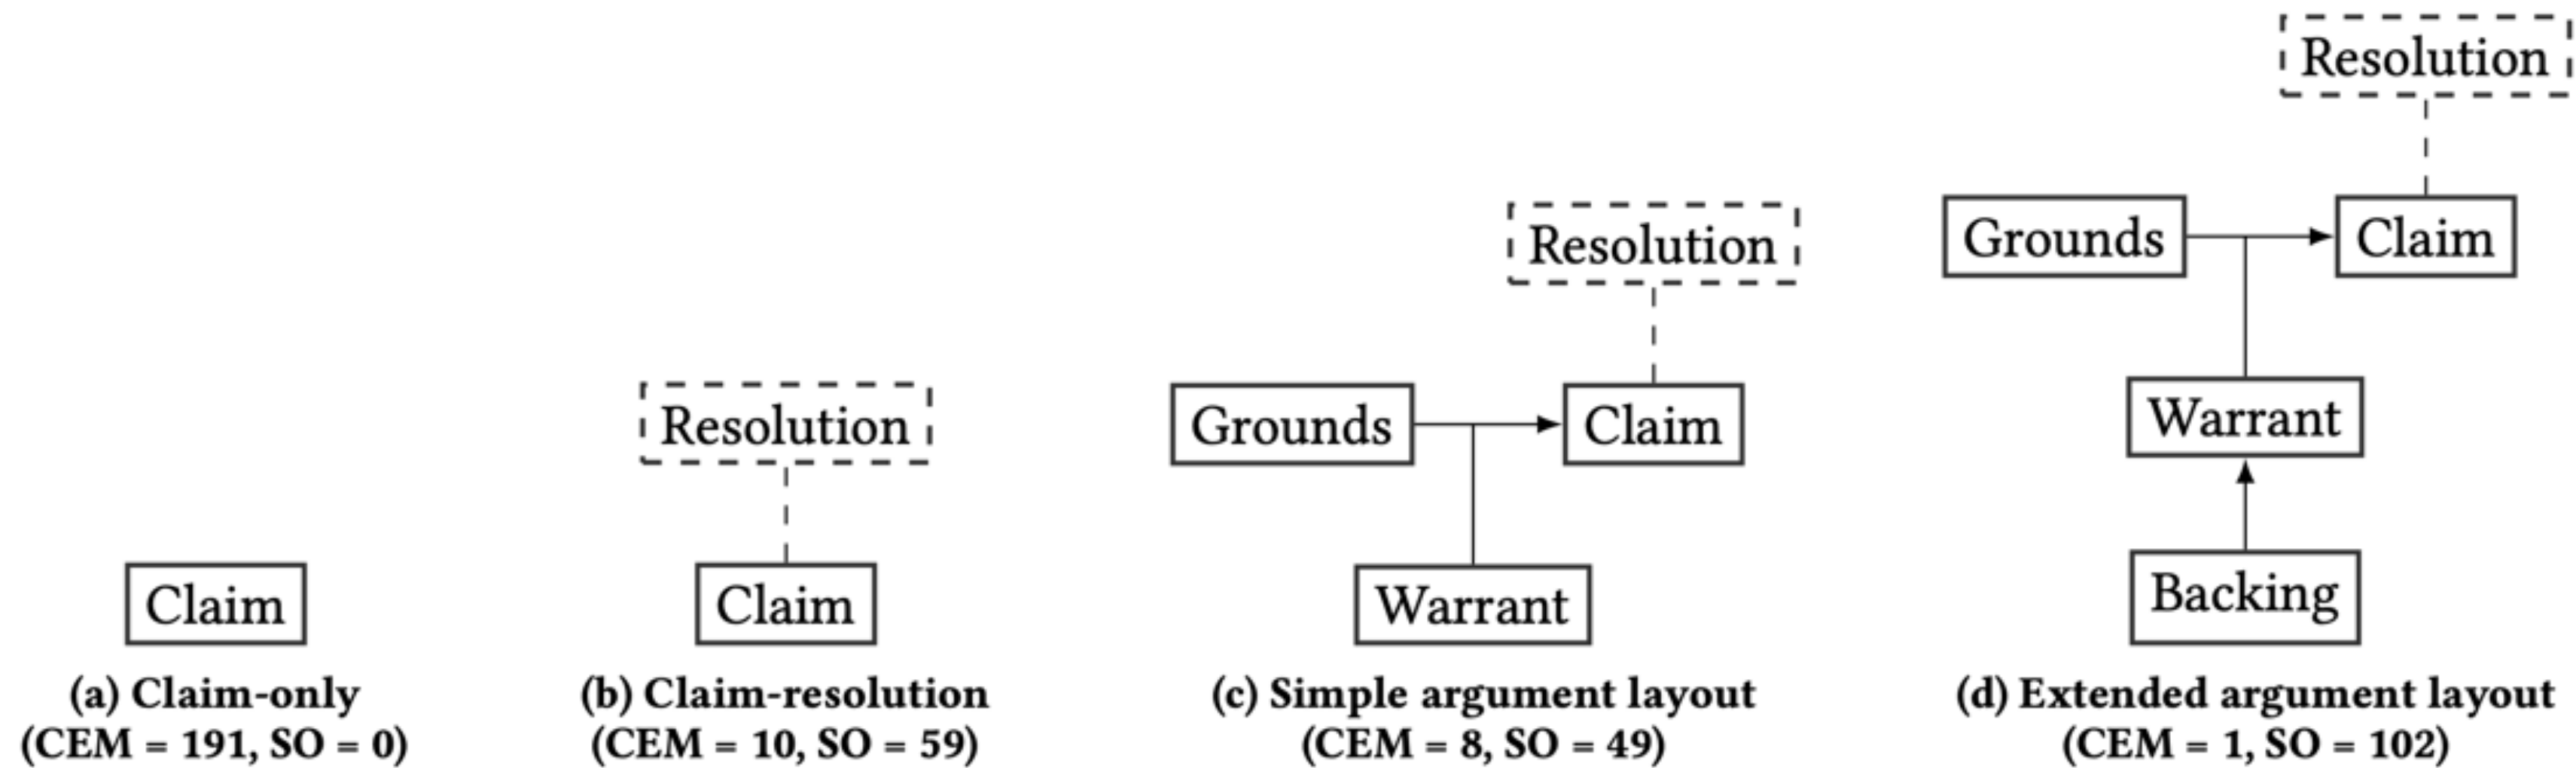 Claim
(a) Claim-only
(CEM = 191, SO = 0)
Resolution
Claim
(b) Claim-resolution
(CEM = 10, SO = 59)
Resolution
Grounds
Claim
Warrant
(c) Simple argument layout
(CEM = 8, SO = 49)
Resolution
Grounds
Claim
Warrant
Backing
(d) Extended argument layout
(CEM = 1, SO = 102)